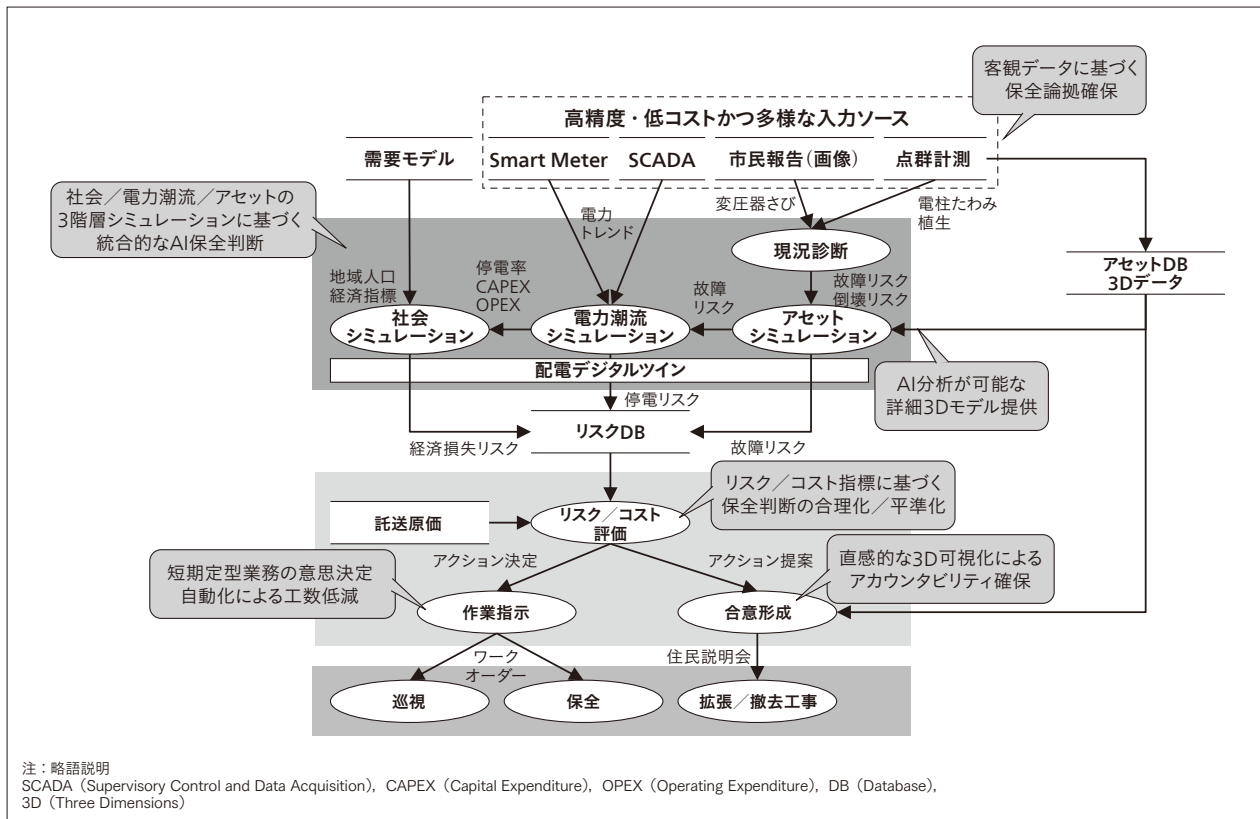 客観データに基づく
保全論拠確保
高精度・低コストかつ多様な入力ソース
需要モデル
Smart Meter
SCADA
市民報告(画像)
点群計測
社会／電力潮流／アセットの
3階層シミュレーションに基づく
統合的なAI保全判断
電力
トレンド
変圧器さび
電柱たわみ
植生
現況診断
アセットDB
3Dデータ
地域人口
経済指標
停電率
CAPEX
OPEX
故障
リスク
故障リスク
倒壊リスク
社会
シミュレーション
電力潮流
シミュレーション
アセット
シミュレーション
配電デジタルツイン
AI分析が可能な
詳細3Dモデル提供
停電リスク
リスクDB
経済損失リスク
故障リスク
リスク／コスト指標に基づく
保全判断の合理化／平準化
託送原価
リスク／コスト
評価
アクション決定
アクション提案
短期定型業務の意思決定
自動化による工数低減
直感的な3D可視化による
アカウンタビリティ確保
作業指示
合意形成
ワーク
オーダー
住民説明会
巡視
保全
拡張／撤去工事
注：略語説明
SCADA（Supervisory Control and Data Acquisition），CAPEX（Capital Expenditure），OPEX（Operating Expenditure），DB（Database），
3D（Three Dimensions）